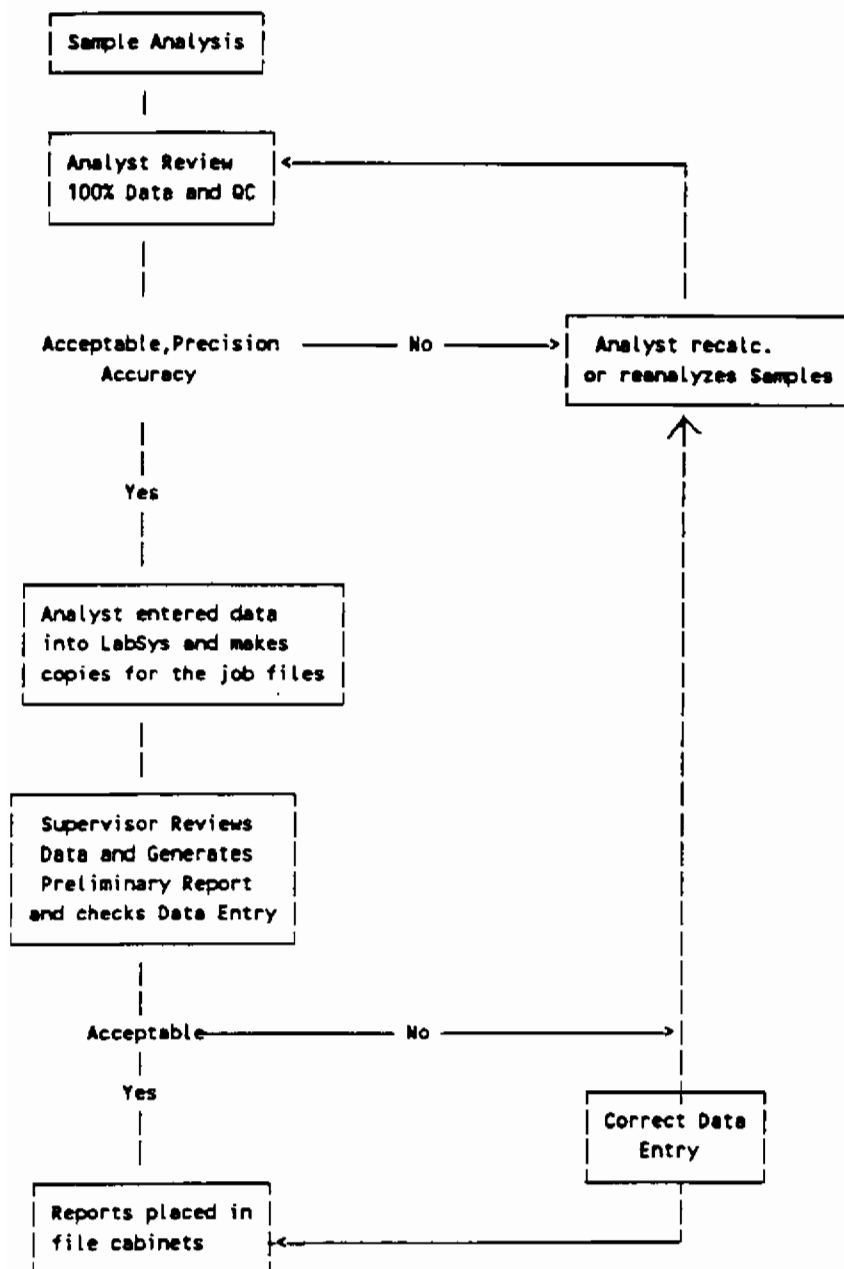 Sample Analysis
Analyst Review
100% Data and QC
Acceptable,Precision
Accuracy
No
Analyst recalc.
or reanalyzes Samples
Yes
Analyst entered data
into LabSys and makes
copies for the job files
Supervisor Reviews
Data and Generates
Preliminary Report
and checks Data Entry
Acceptable
No
Yes
Correct Data
Entry
Reports placed in
file cabinets